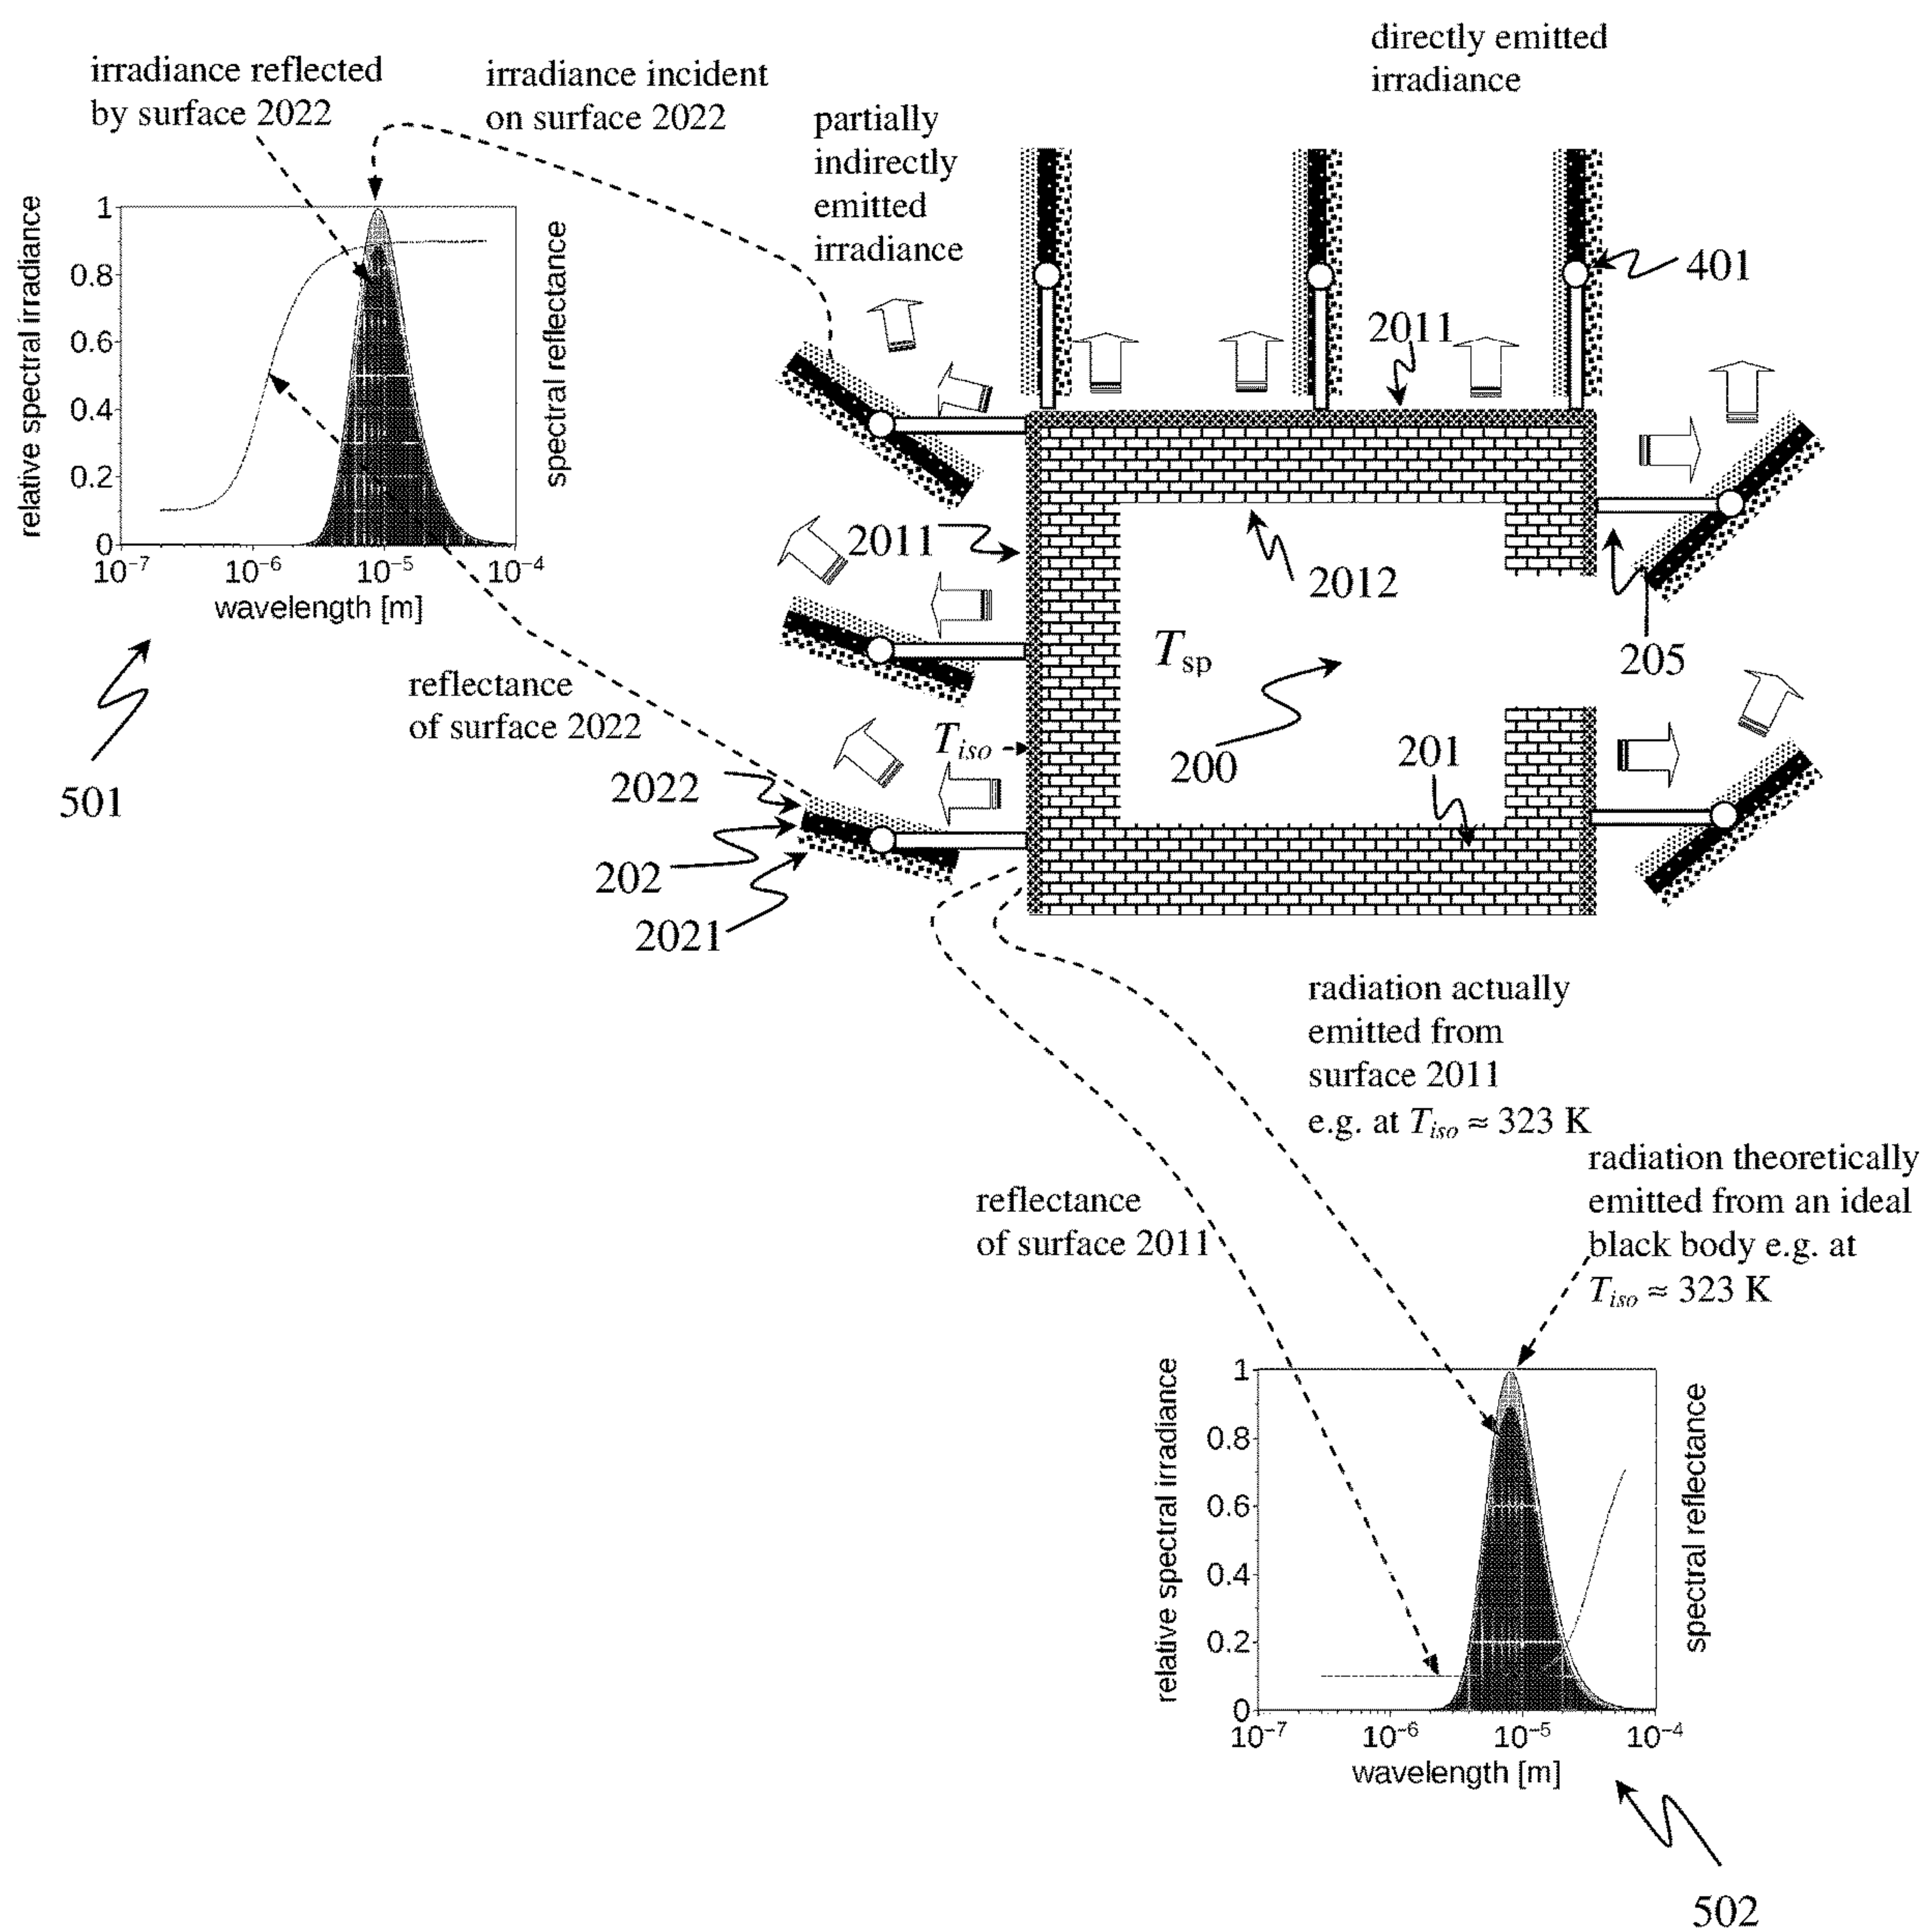 directly emitted
irradiance
irradiance reflected
by surface 2022
irradiance incident
on surface 2022
partially
indirectly
emitted
irradiance
relative spectral irradiance
1
0.8
0.6
0.4
0.2
0
10⁻⁷
10⁻⁶
10⁻⁵
10⁻⁴
wavelength [m]
spectral reflectance
501
401
2011
2011
2012
205
T_sp
200
201
T_iso
reflectance
of surface 2022
2022
202
2021
radiation actually
emitted from
surface 2011
e.g. at T_iso ≈ 323 K
radiation theoretically
emitted from an ideal
black body e.g. at
T_iso ≈ 323 K
reflectance
of surface 2011
relative spectral irradiance
1
0.8
0.6
0.4
0.2
0
10⁻⁷
10⁻⁶
10⁻⁵
10⁻⁴
wavelength [m]
spectral reflectance
502